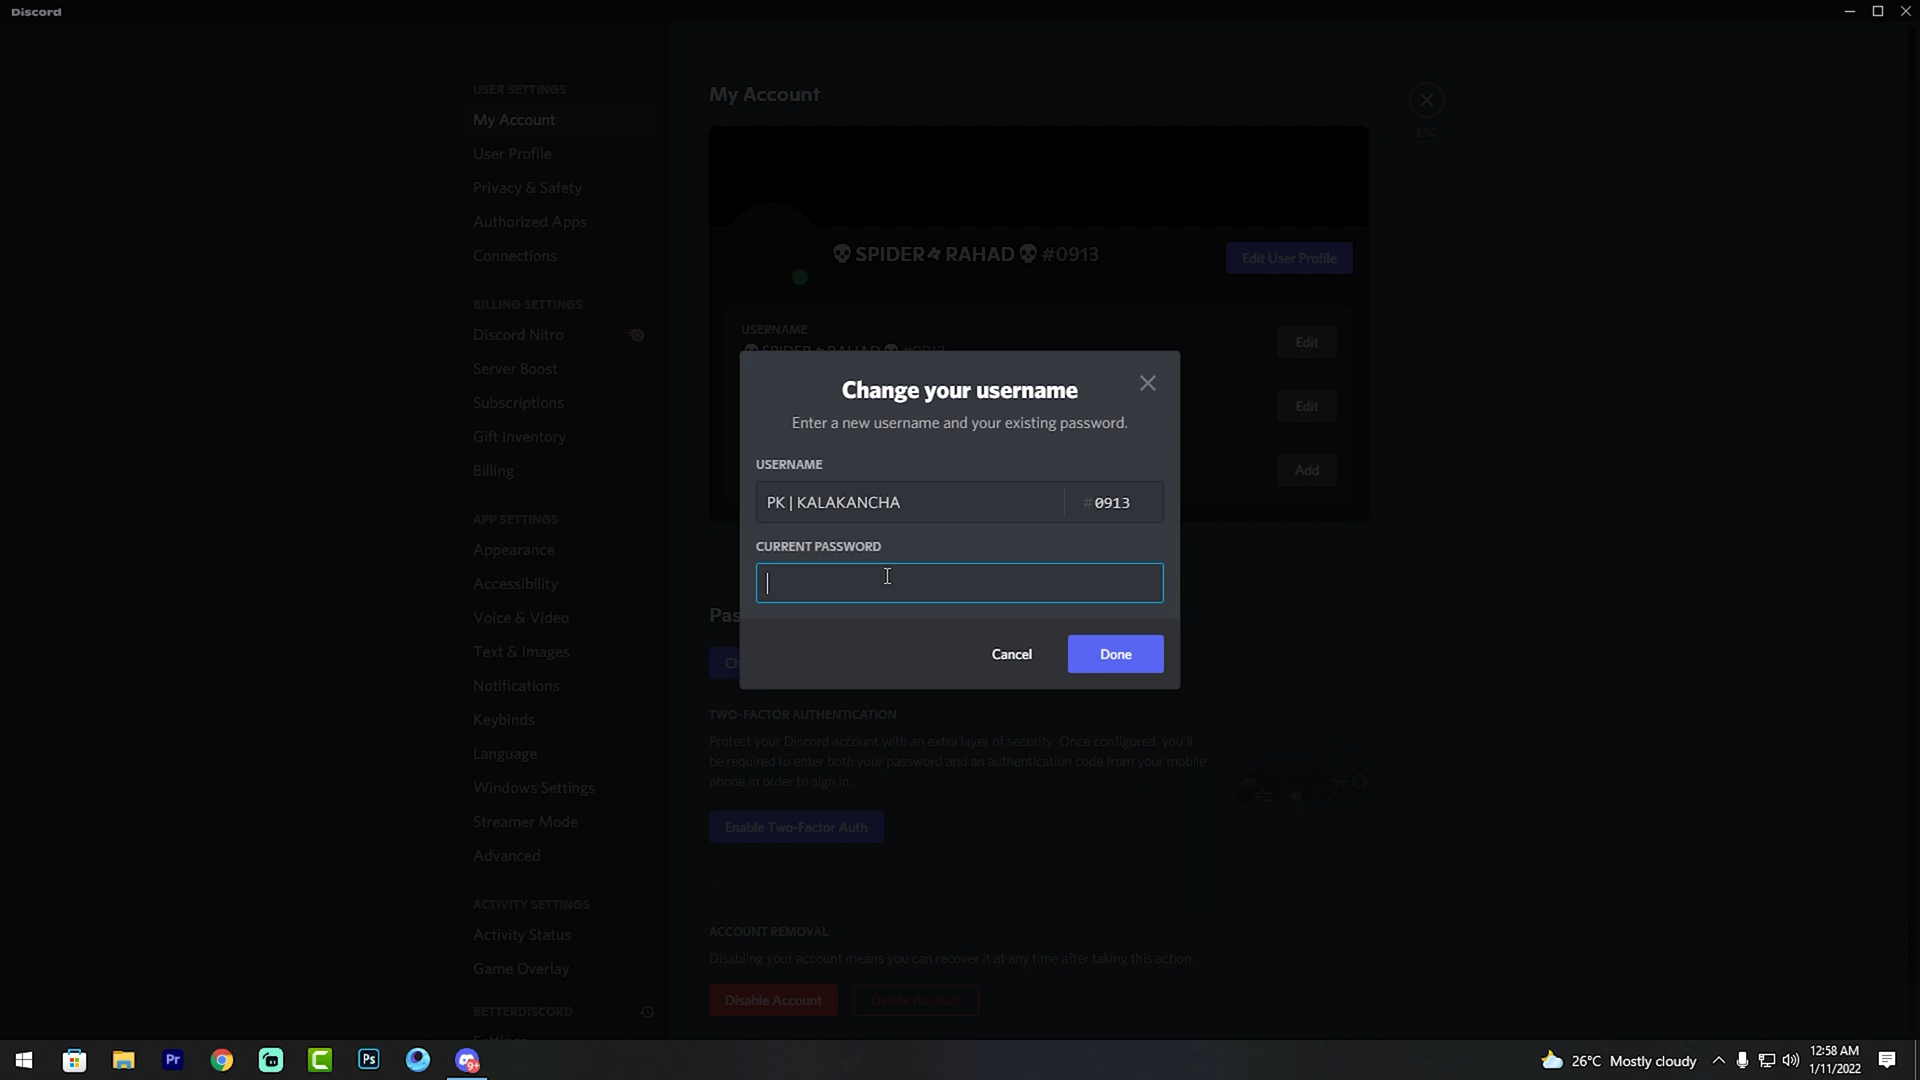 Discord
USER SETTINGS
My Account
User Profile
Privacy & Safety
Authorized Apps
Connections
BILLING SETTINGS
Discord Nitro
Server Boost
Subscriptions
Gift Inventory
Billing
APP SETTINGS
Appearance
Accessibility
Voice & Video
Text & Images
Notifications
Keybinds
Language
Windows Settings
Streamer Mode
Advanced
ACTIVITY SETTINGS
Activity Status
Game Overlay
BETTERDISCORD
My Account
ESC
💀 SPIDER RAHAD 💀 #0913
Edit User Profile
USERNAME
Edit
Edit
Add
Change your username
Enter a new username and your existing password.
USERNAME
PK | KALAKANCHA #0913
CURRENT PASSWORD
Cancel
Done
TWO-FACTOR AUTHENTICATION
Protect your Discord account with an extra layer of security. Once configured, you'll
be required to enter both your password and an authentication code from your mobile
phone in order to sign in.
Enable Two-Factor Auth
ACCOUNT REMOVAL
Disabling your account means you can recover it at any time after taking this action.
Disable Account
Delete Account
Pr
Ps
9+
26°C Mostly cloudy
12:58 AM
1/11/2022